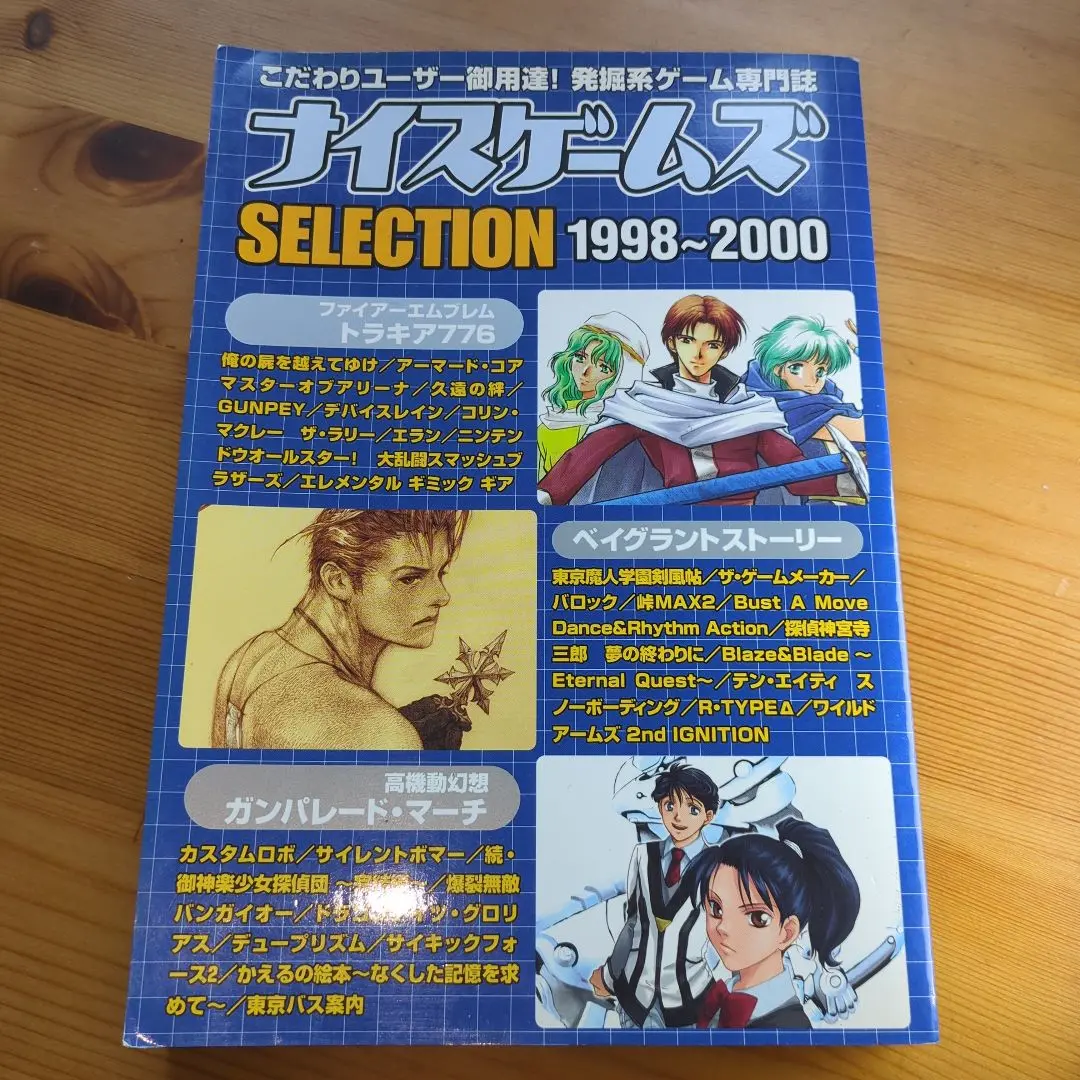 こだわりユーザー御用達! 発掘系ゲーム専門誌
ナイスゲームズ
SELECTION 1998~2000
ファイアーエムブレム
トラキア776
俺の屍を越えてゆけ/アーマード・コア
マスターオブアリーナ/久遠の絆/
GUNPEY/デバイスレイン/コリン・
マクレー ザ・ラリー/エラン/ニンテン
ドウオールスター! 大乱闘スマッシュブ
ラザーズ/エレメンタル ギミック ギア
ベイグラントストーリー
東京魔人学園剣風帖/ザ・ゲームメーカー/
バロック/峠MAX2/Bust A Move
Dance&Rhythm Action/探偵神宮寺
三郎 夢の終わりに/Blaze&Blade~
Eternal Quest~/テン・エイティ ス
ノーボーディング/R・TYPEΔ/ワイルド
アームズ 2nd IGNITION
高機動幻想
ガンパレード・マーチ
カスタムロボ/サイレントボマー/続・
御神楽少女探偵団 ~ /爆裂無敵
バンガイオー/ドラゴ ・グロリ
アス/デュープリズム/サイキックフォ
ース2/かえるの絵本~なくした記憶を求
めて~/東京バス案内